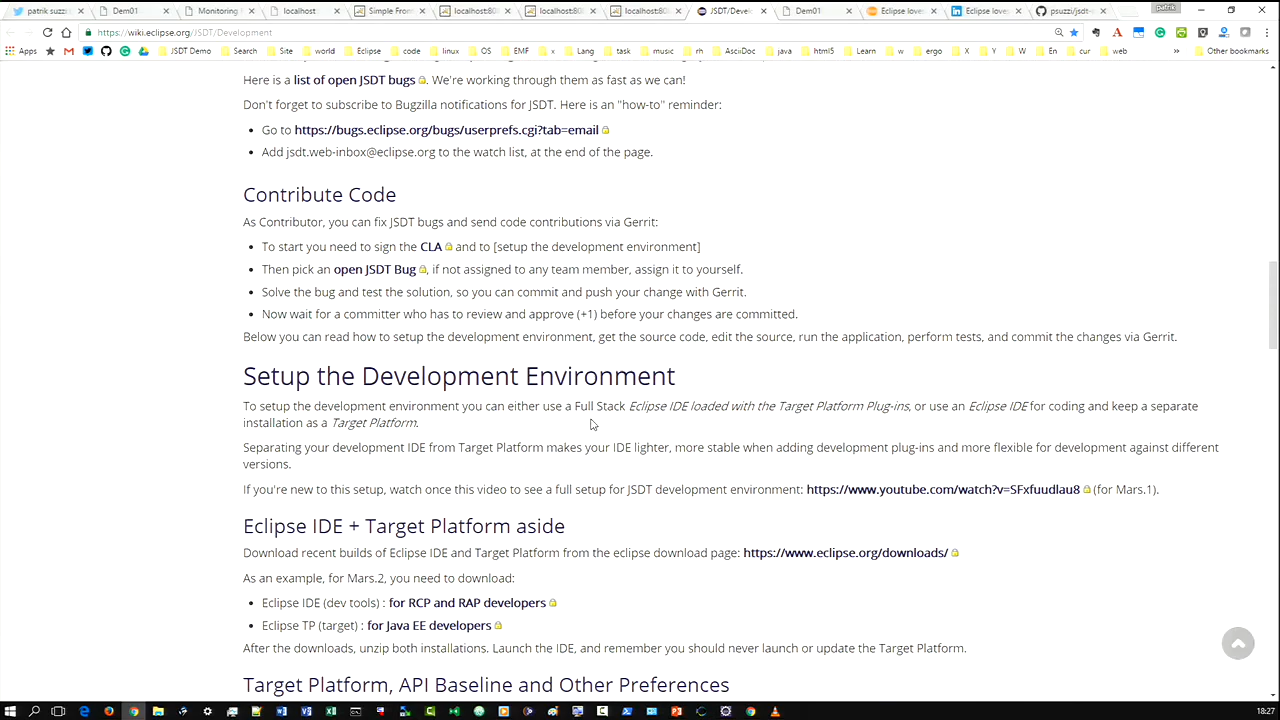 patrik suzzi
Dem01
Monitoring
localhost
Simple Fron
localhost:808
localhost:808
localhost:808
JSDT/Devel
Dem01
Eclipse love
Eclipse love
psuzzi/jsdt-
patrik
https://wiki.eclipse.org/JSDT/Development
Apps
JSDT Demo
Search
Site
world
Eclipse
code
linux
OS
EMF
x
Lang
task
music
rh
AsciiDoc
java
html5
Learn
w
ergo
X
Y
W
En
cur
web
»
Other bookmarks
Here is a list of open JSDT bugs. We're working through them as fast as we can!
Don't forget to subscribe to Bugzilla notifications for JSDT. Here is an "how-to" reminder:
• Go to https://bugs.eclipse.org/bugs/userprefs.cgi?tab=email
• Add jsdt.web-inbox@eclipse.org to the watch list, at the end of the page.
Contribute Code
As Contributor, you can fix JSDT bugs and send code contributions via Gerrit:
• To start you need to sign the CLA and to [setup the development environment]
• Then pick an open JSDT Bug, if not assigned to any team member, assign it to yourself.
• Solve the bug and test the solution, so you can commit and push your change with Gerrit.
• Now wait for a committer who has to review and approve (+1) before your changes are committed.
Below you can read how to setup the development environment, get the source code, edit the source, run the application, perform tests, and commit the changes via Gerrit.
Setup the Development Environment
To setup the development environment you can either use a Full Stack Eclipse IDE loaded with the Target Platform Plug-ins, or use an Eclipse IDE for coding and keep a separate
installation as a Target Platform.
Separating your development IDE from Target Platform makes your IDE lighter, more stable when adding development plug-ins and more flexible for development against different
versions.
If you're new to this setup, watch once this video to see a full setup for JSDT development environment: https://www.youtube.com/watch?v=SFxfuudlau8 (for Mars.1).
Eclipse IDE + Target Platform aside
Download recent builds of Eclipse IDE and Target Platform from the eclipse download page: https://www.eclipse.org/downloads/
As an example, for Mars.2, you need to download:
• Eclipse IDE (dev tools) : for RCP and RAP developers
• Eclipse TP (target) : for Java EE developers
After the downloads, unzip both installations. Launch the IDE, and remember you should never launch or update the Target Platform.
Target Platform, API Baseline and Other Preferences
18:27